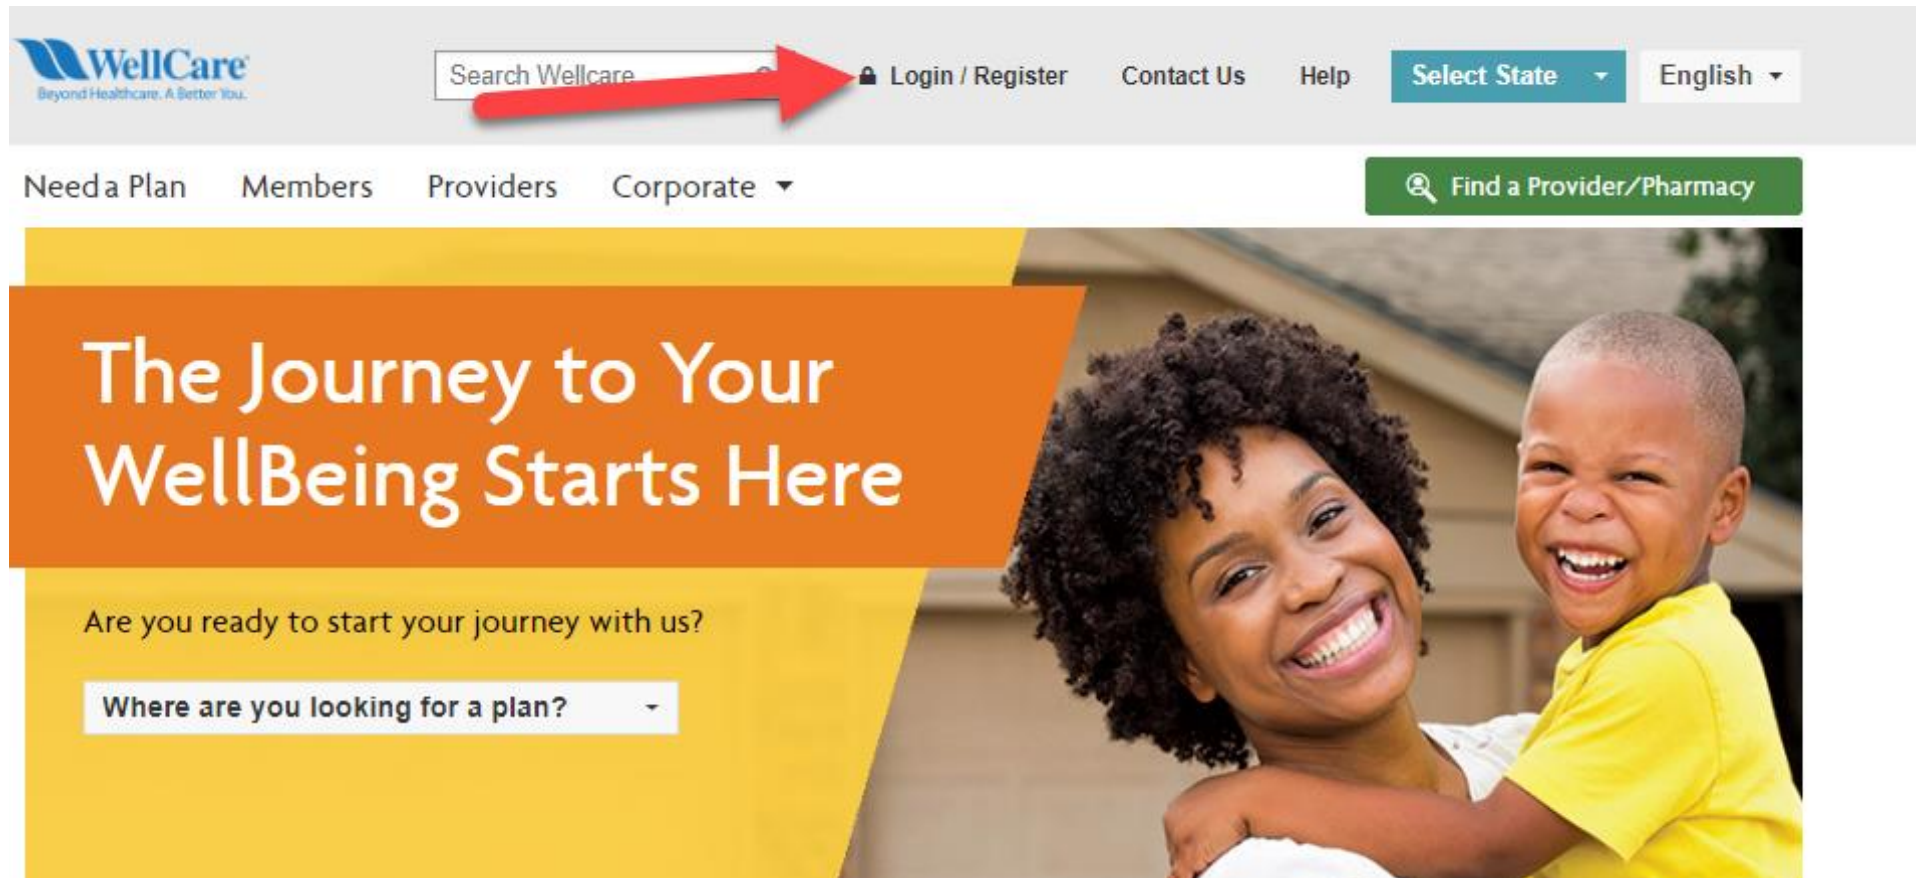 WellCare
Beyond Healthcare. A Better You.
Search Wellcare
Login / Register
Contact Us
Help
Select State
English
Need a Plan
Members
Providers
Corporate
Find a Provider/Pharmacy
The Journey to Your
WellBeing Starts Here
Are you ready to start your journey with us?
Where are you looking for a plan?